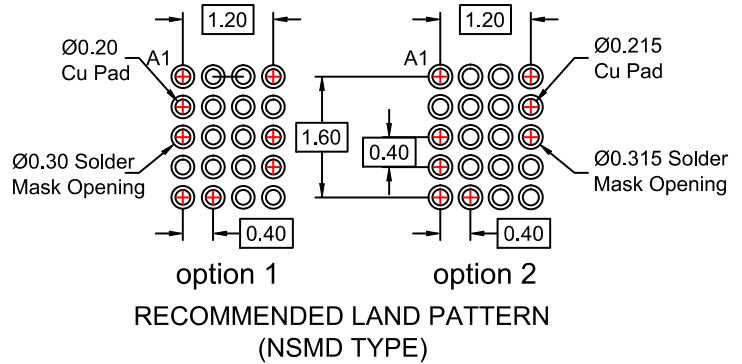 1.20
Ø0.20
Cu Pad
A1
Ø0.30 Solder
Mask Opening
0.40
option 1
1.60
0.40
1.20
A1
Ø0.215
Cu Pad
Ø0.315 Solder
Mask Opening
0.40
option 2
RECOMMENDED LAND PATTERN
(NSMD TYPE)